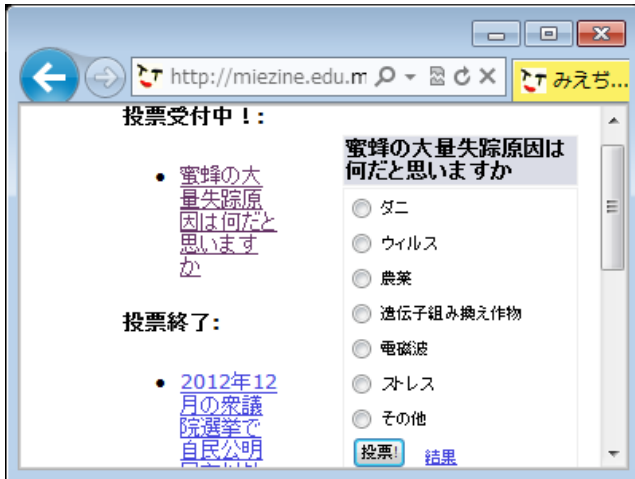 http://miezine.edu.m
みえぢ...
投票受付中！:
蜜蜂の大
量失踪原
因は何だと
思います
か
投票終了:
2012年12
月の衆議
院選挙で
自民公明
蜜蜂の大量失踪原因は
何だと思いますか
ダニ
ウィルス
農薬
遺伝子組み換え作物
電磁波
ストレス
その他
投票!
結果